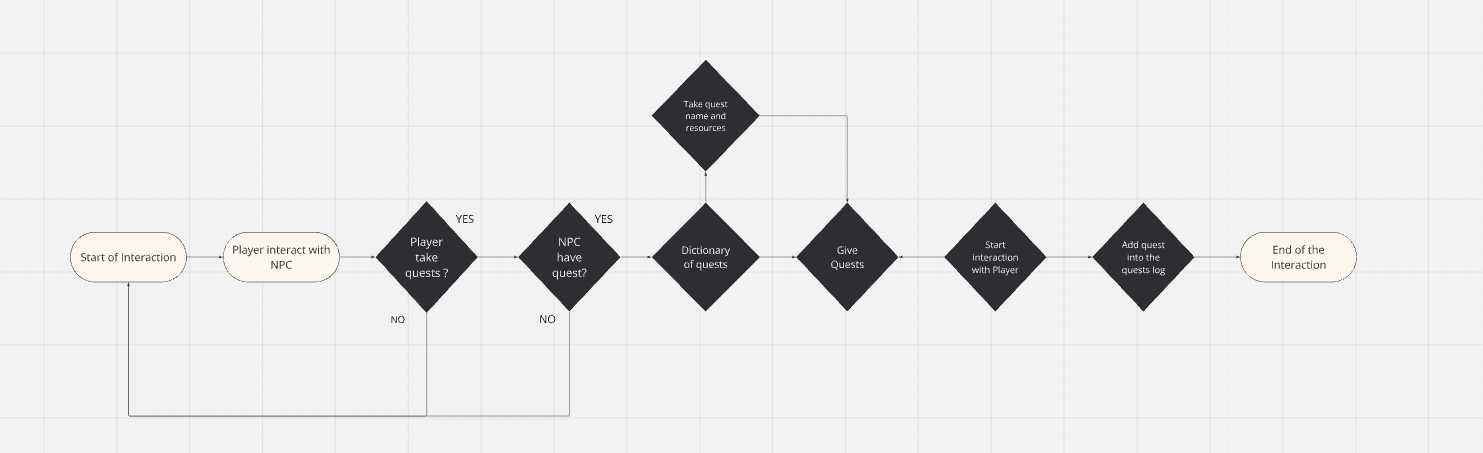 Take quest
name and
resources
YES
YES
Start of Interaction
Player interact with
NPC
Player
take
quests ?
NPC
have
quest?
Dictionary
of quests
Give
Quests
Start
interaction
with Player
Add quest
into the
quests log
End of the
Interaction
NO
NO